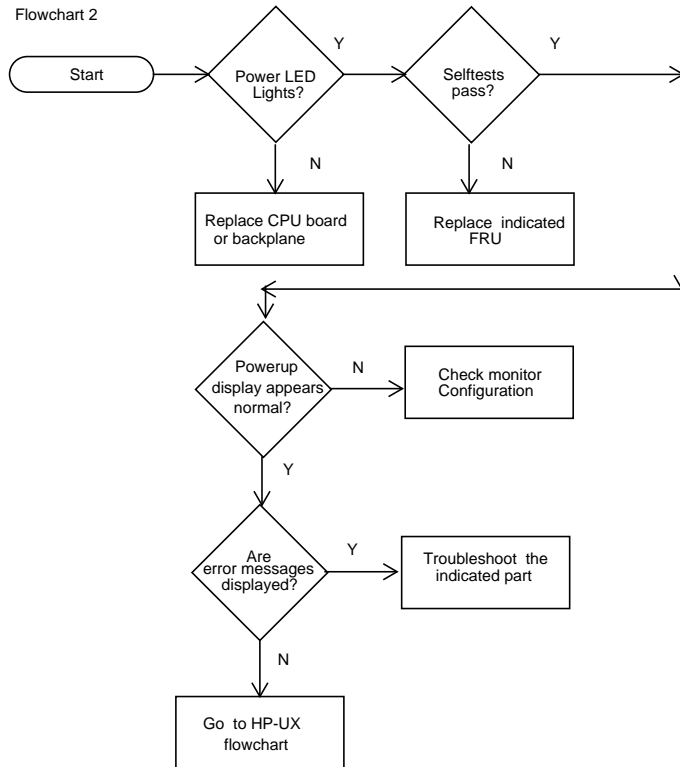 Flowchart 2
Start
Power LED
Lights?
Y
N
Replace CPU board
or backplane
Selftests
pass?
Y
N
Replace indicated
FRU
Powerup
display appears
normal?
N
Check monitor
Configuration
Y
Are
error messages
displayed?
Y
Troubleshoot the
indicated part
N
Go to HP-UX
flowchart